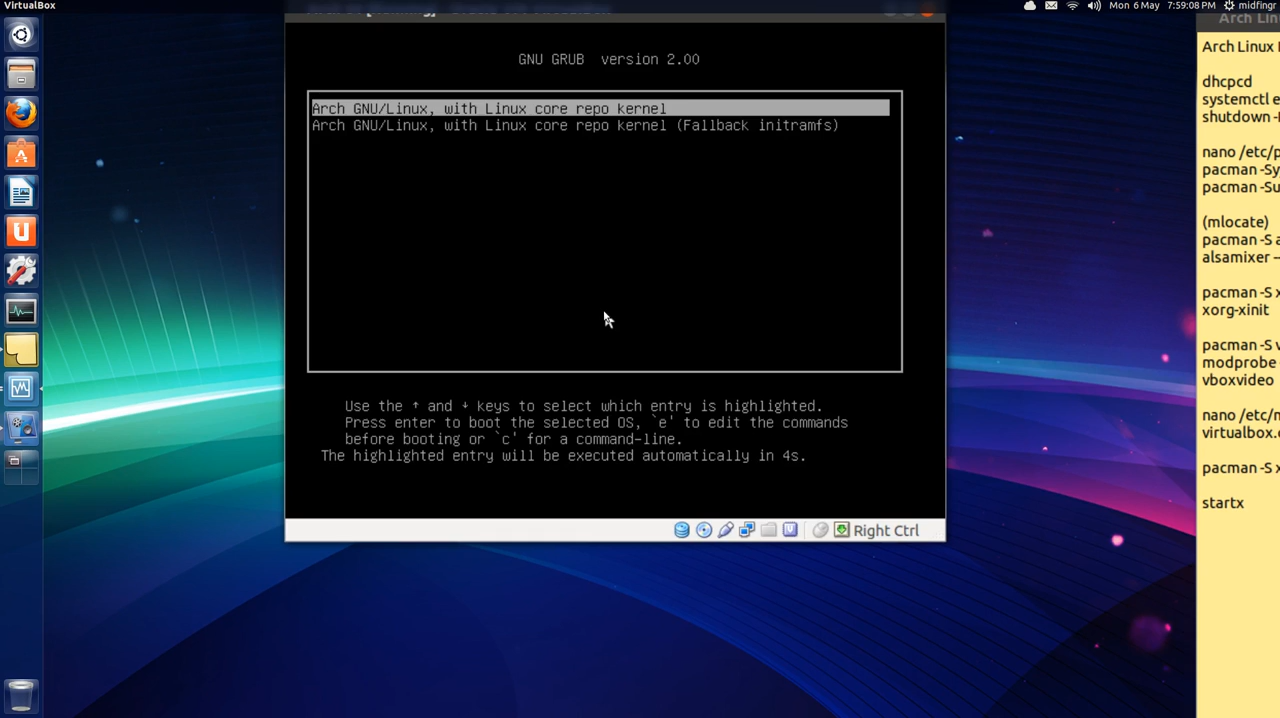 VirtualBox
Mon 6 May 7:59:08 PM midfingr
GNU GRUB version 2.00
Arch GNU/Linux, with Linux core repo kernel
Arch GNU/Linux, with Linux core repo kernel (Fallback initramfs)
Use the ↑ and ↓ keys to select which entry is highlighted.
Press enter to boot the selected OS, `e' to edit the commands
before booting or `c' for a command-line.
The highlighted entry will be executed automatically in 4s.
Right Ctrl
Arch Lin
Arch Linux
dhcpcd
systemctl e
shutdown -
nano /etc/p
pacman -Sy
pacman -Su
(mlocate)
pacman -S a
alsamixer -
pacman -S x
xorg-xinit
pacman -S v
modprobe
vboxvideo
nano /etc/
virtualbox.
pacman -S x
startx